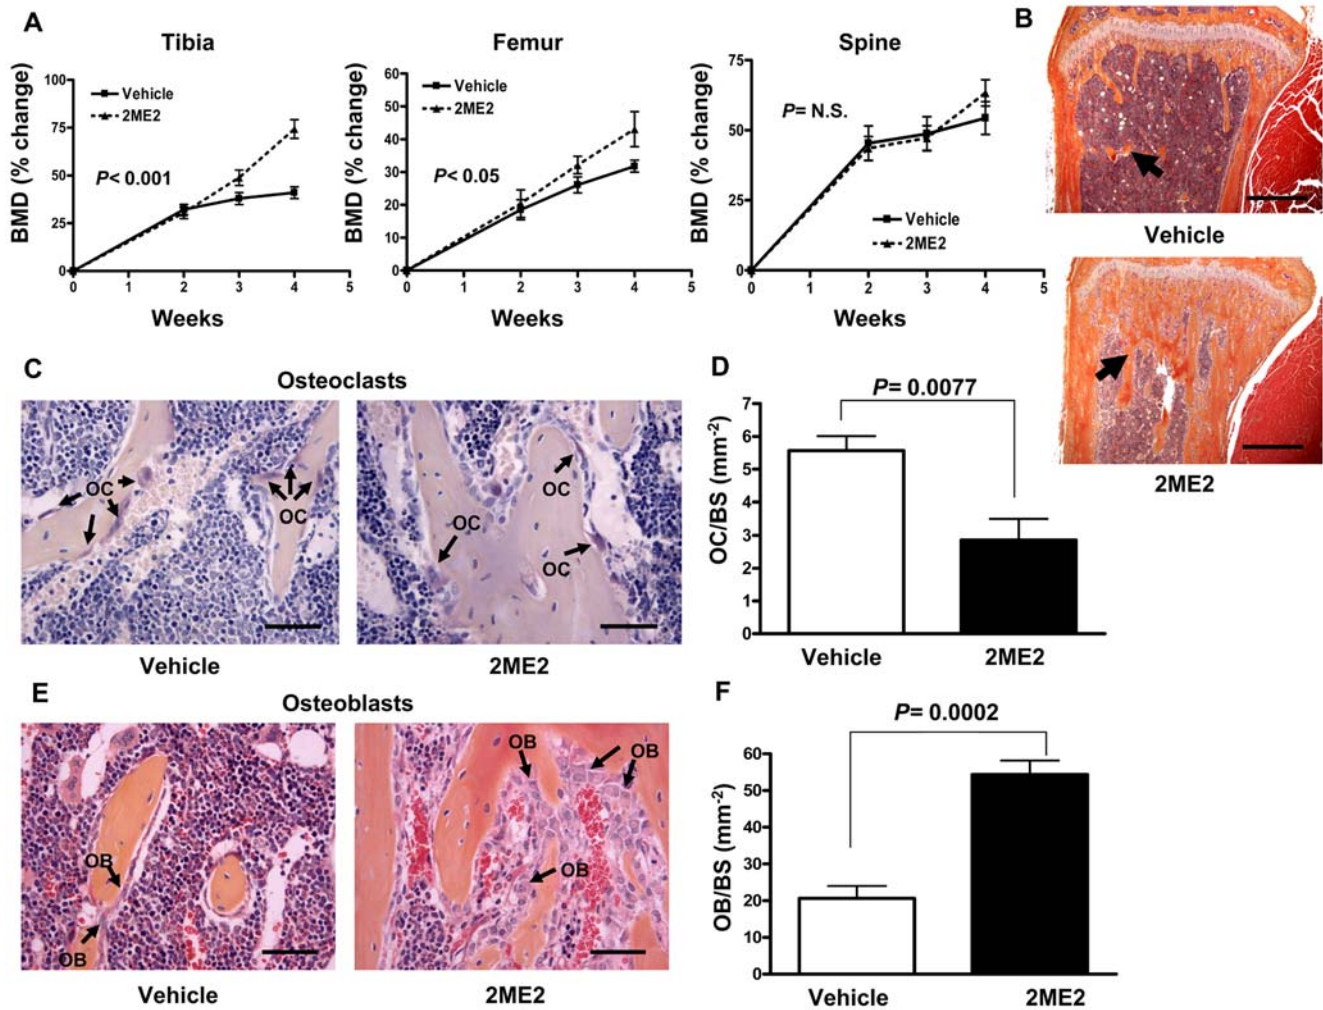 A
Tibia
BMD (% change)
100
75
50
25
0
Vehicle
2ME2
P< 0.001
0 1 2 3 4 5
Weeks
Femur
BMD (% change)
60
50
40
30
20
10
0
Vehicle
2ME2
P< 0.05
0 1 2 3 4 5
Weeks
Spine
BMD (% change)
75
50
25
0
P= N.S.
Vehicle
2ME2
0 1 2 3 4 5
Weeks
B
Vehicle
2ME2
C
Osteoclasts
OC
OC
Vehicle
OC
OC
OC
2ME2
D
P= 0.0077
OC/BS (mm-2)
7
6
5
4
3
2
1
0
Vehicle 2ME2
E
Osteoblasts
OB
OB
Vehicle
OB
OB
OB
2ME2
F
P= 0.0002
OB/BS (mm-2)
60
50
40
30
20
10
0
Vehicle 2ME2